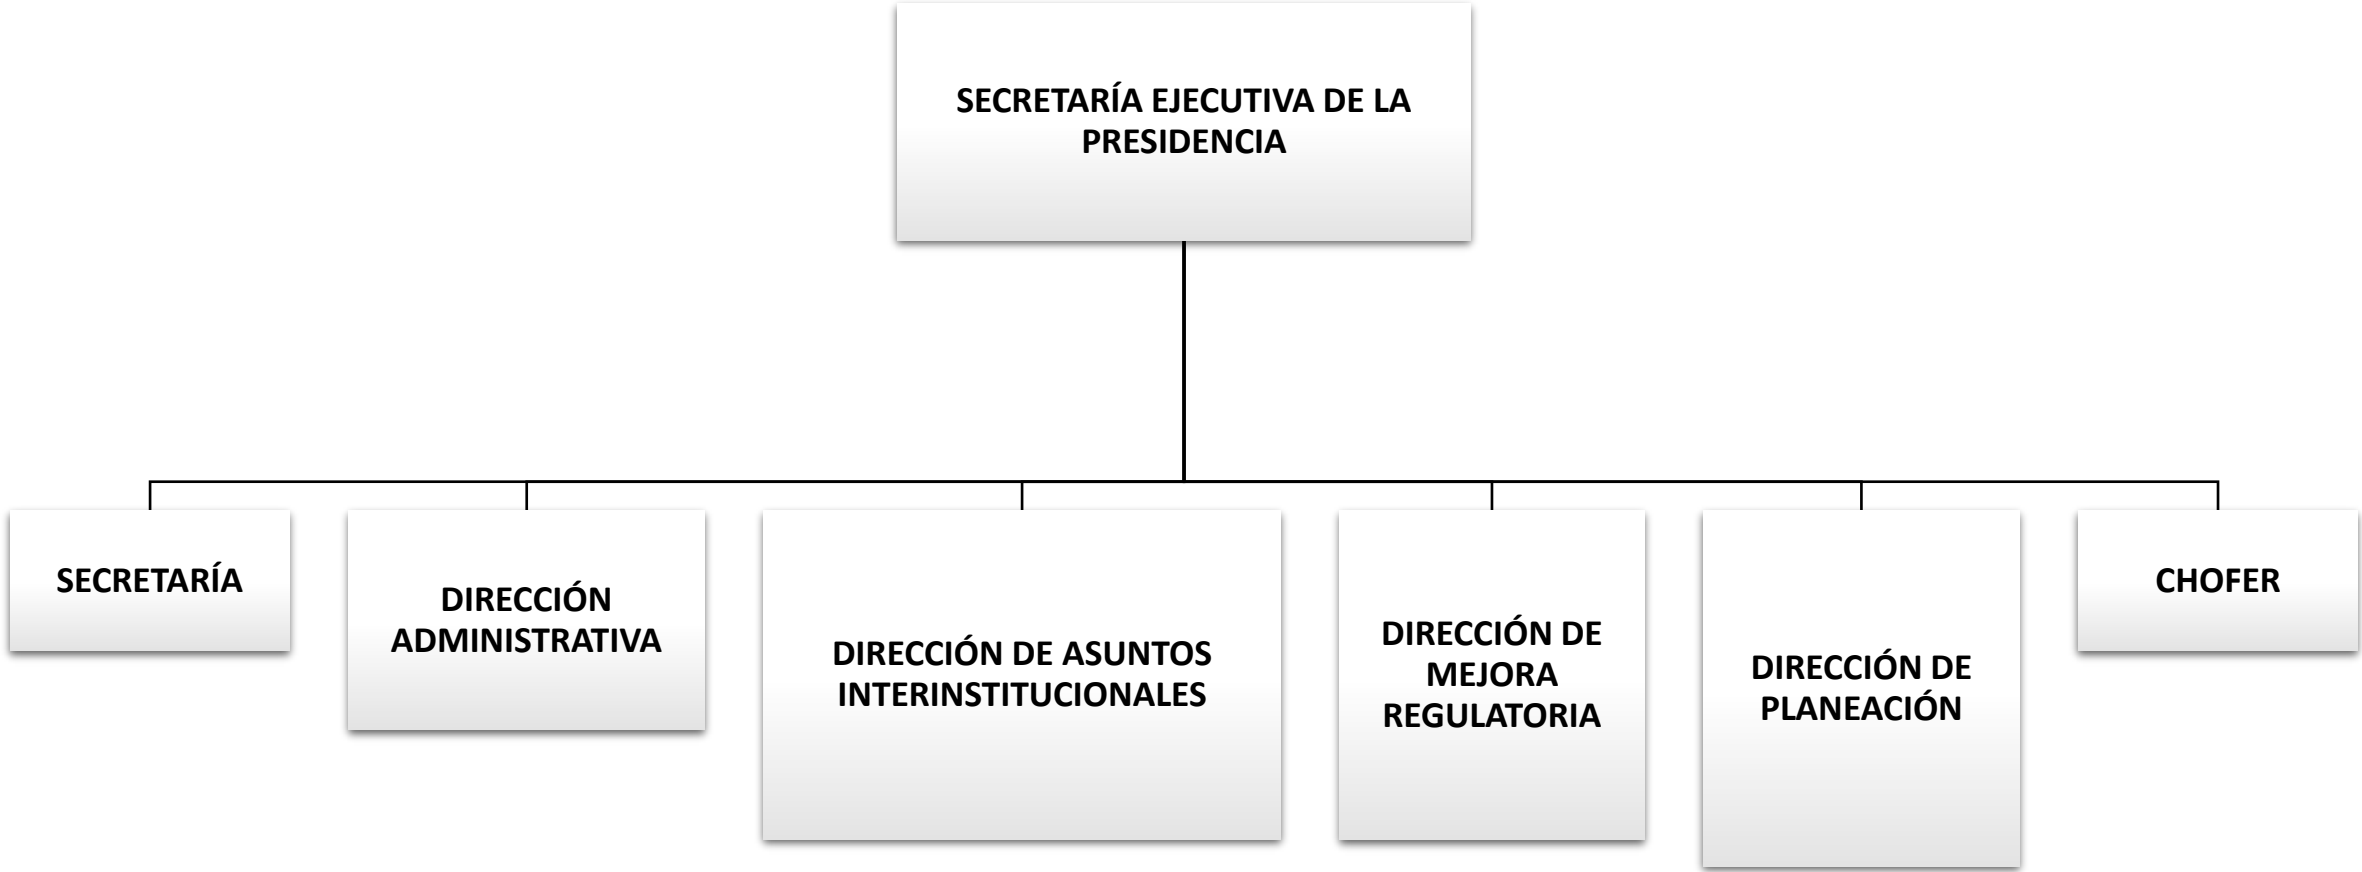 SECRETARÍA EJECUTIVA DE LA
PRESIDENCIA
SECRETARÍA
DIRECCIÓN
ADMINISTRATIVA
DIRECCIÓN DE ASUNTOS
INTERINSTITUCIONALES
DIRECCIÓN DE
MEJORA
REGULATORIA
DIRECCIÓN DE
PLANEACIÓN
CHOFER